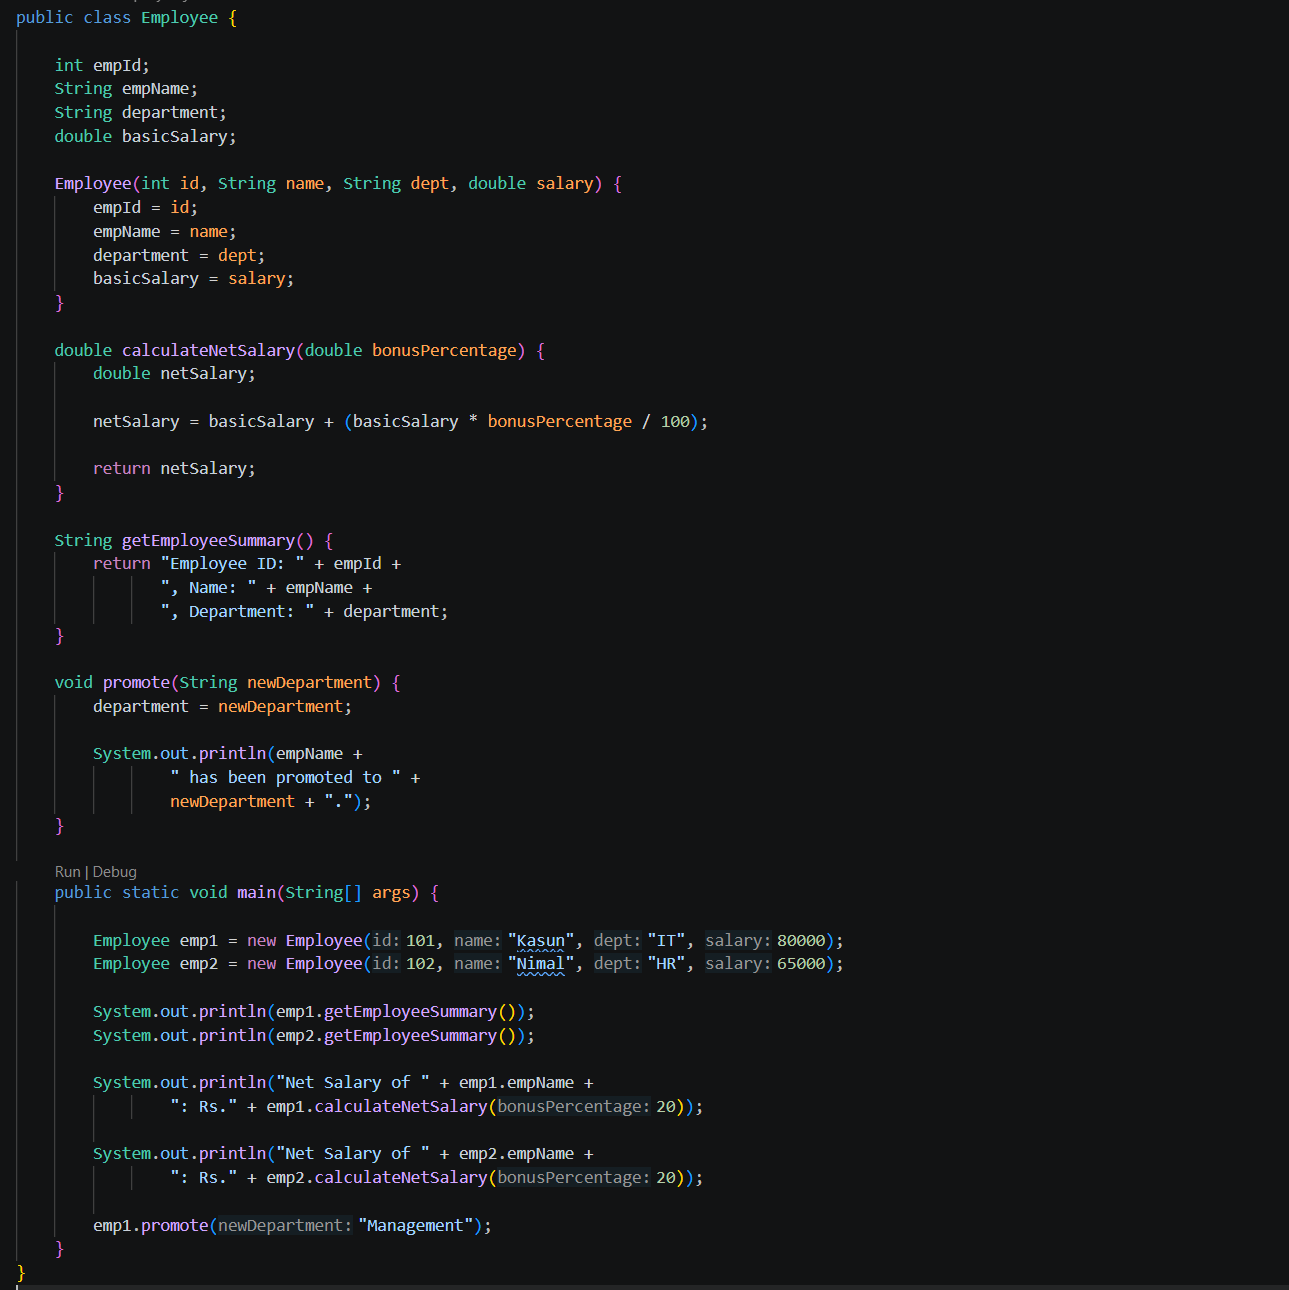 public class Employee {
int empId;
String empName;
String department;
double basicSalary;
Employee(int id, String name, String dept, double salary) {
empId = id;
empName = name;
department = dept;
basicSalary = salary;
}
double calculateNetSalary(double bonusPercentage) {
double netSalary;
netSalary = basicSalary + (basicSalary * bonusPercentage / 100);
return netSalary;
}
String getEmployeeSummary() {
return "Employee ID: " + empId +
", Name: " + empName +
", Department: " + department;
}
void promote(String newDepartment) {
department = newDepartment;
System.out.println(empName +
" has been promoted to " +
newDepartment + ".");
}
Run | Debug
public static void main(String[] args) {
Employee emp1 = new Employee(id: 101, name: "Kasun", dept: "IT", salary: 80000);
Employee emp2 = new Employee(id: 102, name: "Nimal", dept: "HR", salary: 65000);
System.out.println(emp1.getEmployeeSummary());
System.out.println(emp2.getEmployeeSummary());
System.out.println("Net Salary of " + emp1.empName +
": Rs." + emp1.calculateNetSalary(bonusPercentage: 20));
System.out.println("Net Salary of " + emp2.empName +
": Rs." + emp2.calculateNetSalary(bonusPercentage: 20));
emp1.promote(newDepartment: "Management");
}
}